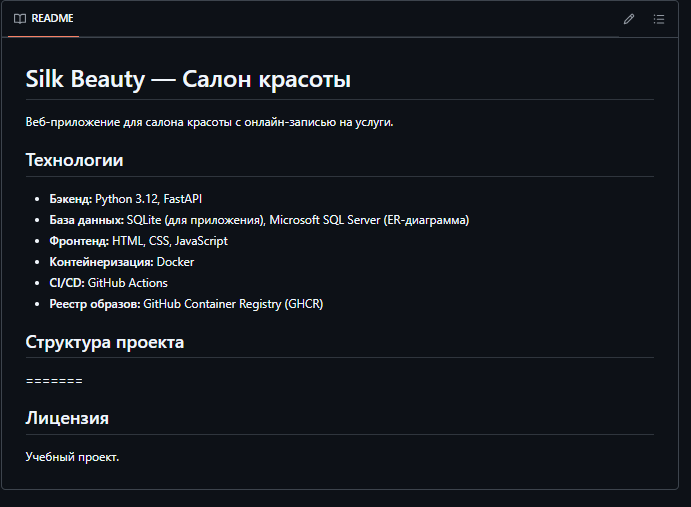 README
Silk Beauty — Салон красоты
Веб-приложение для салона красоты с онлайн-записью на услуги.
Технологии
• Бэкенд: Python 3.12, FastAPI
• База данных: SQLite (для приложения), Microsoft SQL Server (ER-диаграмма)
• Фронтенд: HTML, CSS, JavaScript
• Контейнеризация: Docker
• CI/CD: GitHub Actions
• Реестр образов: GitHub Container Registry (GHCR)
Структура проекта
=======
Лицензия
Учебный проект.